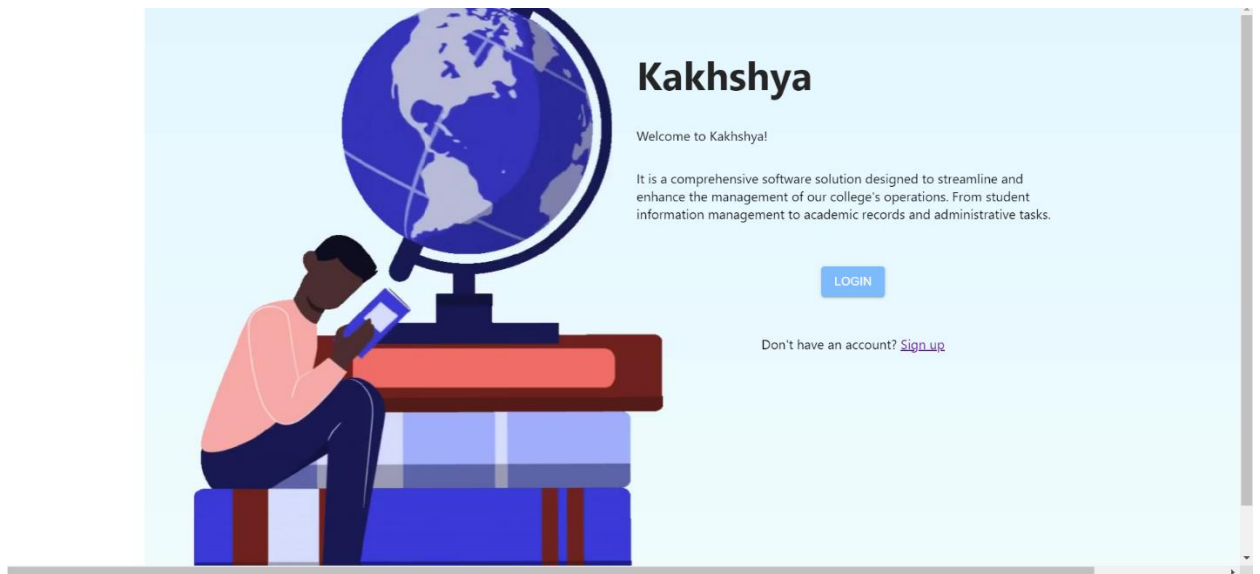 Kakhshya
Welcome to Kakhshya!
It is a comprehensive software solution designed to streamline and
enhance the management of our college's operations. From student
information management to academic records and administrative tasks.
LOGIN
Don't have an account? Sign up